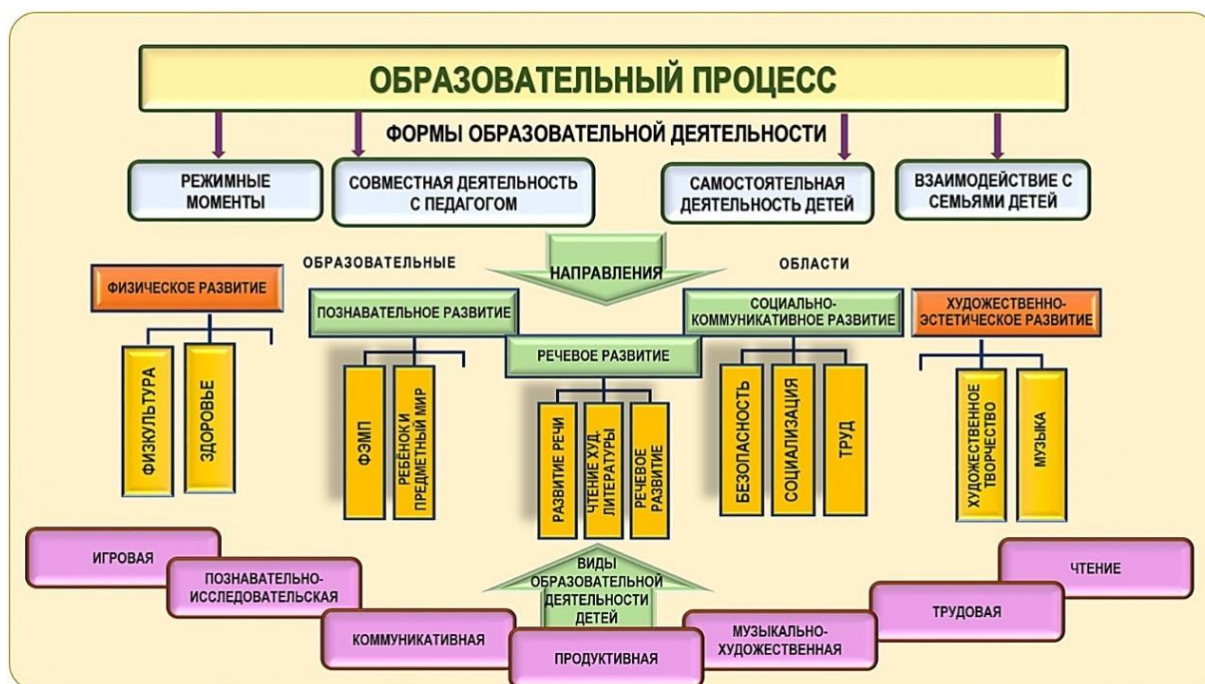 ОБРАЗОВАТЕЛЬНЫЙ ПРОЦЕСС
ФОРМЫ ОБРАЗОВАТЕЛЬНОЙ ДЕЯТЕЛЬНОСТИ
РЕЖИМНЫЕ
МОМЕНТЫ
СОВМЕСТНАЯ ДЕЯТЕЛЬНОСТЬ
С ПЕДАГОГОМ
САМОСТОЯТЕЛЬНАЯ
ДЕЯТЕЛЬНОСТЬ ДЕТЕЙ
ВЗАИМОДЕЙСТВИЕ С
СЕМЬЯМИ ДЕТЕЙ
ОБРАЗОВАТЕЛЬНЫЕ
НАПРАВЛЕНИЯ
ОБЛАСТИ
ФИЗИЧЕСКОЕ РАЗВИТИЕ
ПОЗНАВАТЕЛЬНОЕ РАЗВИТИЕ
РЕЧЕВОЕ РАЗВИТИЕ
СОЦИАЛЬНО-
КОММУНИКАТИВНОЕ РАЗВИТИЕ
ХУДОЖЕСТВЕННО-
ЭСТЕТИЧЕСКОЕ РАЗВИТИЕ
ФИЗКУЛЬТУРА
ЗДОРОВЬЕ
ФЭМП
РЕБЁНОК И
ПРЕДМЕТНЫЙ МИР
РАЗВИТИЕ РЕЧИ
ЧТЕНИЕ ХУД.
ЛИТЕРАТУРЫ
РЕЧЕВОЕ
РАЗВИТИЕ
БЕЗОПАСНОСТЬ
СОЦИАЛИЗАЦИЯ
ТРУД
ХУДОЖЕСТВЕННОЕ
ТВОРЧЕСТВО
МУЗЫКА
ВИДЫ
ОБРАЗОВАТЕЛЬНОЙ
ДЕЯТЕЛЬНОСТИ
ДЕТЕЙ
ИГРОВАЯ
ПОЗНАВАТЕЛЬНО-
ИССЛЕДОВАТЕЛЬСКАЯ
КОММУНИКАТИВНАЯ
ПРОДУКТИВНАЯ
МУЗЫКАЛЬНО-
ХУДОЖЕСТВЕННАЯ
ТРУДОВАЯ
ЧТЕНИЕ